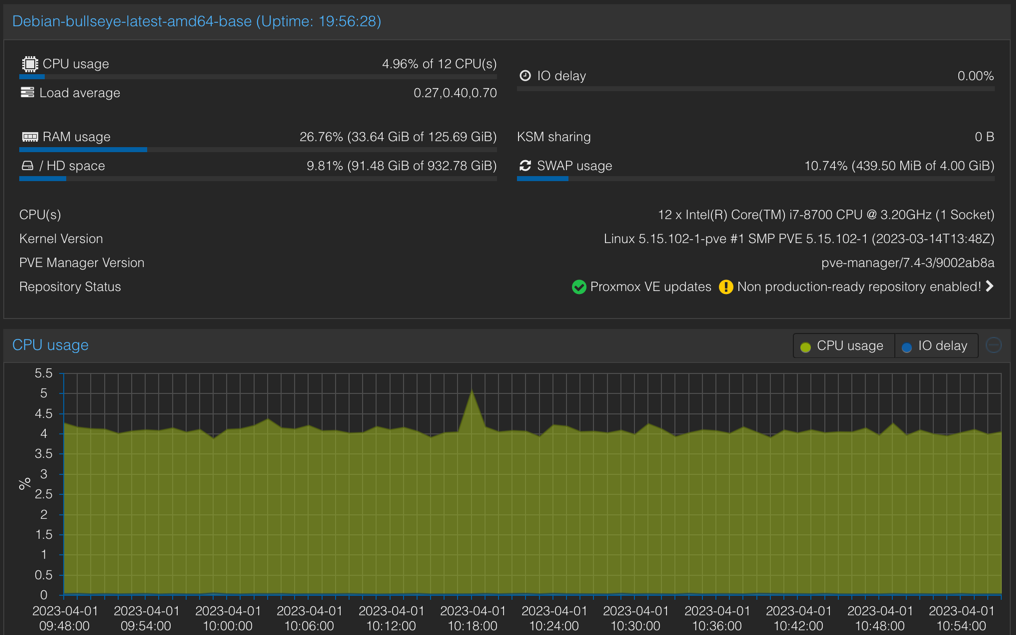 Debian-bullseye-latest-amd64-base (Uptime: 19:56:28)
CPU usage 4.96% of 12 CPU(s)
IO delay 0.00%
Load average 0.27,0.40,0.70
RAM usage 26.76% (33.64 GiB of 125.69 GiB)
KSM sharing 0 B
/ HD space 9.81% (91.48 GiB of 932.78 GiB)
SWAP usage 10.74% (439.50 MiB of 4.00 GiB)
CPU(s) 12 x Intel(R) Core(TM) i7-8700 CPU @ 3.20GHz (1 Socket)
Kernel Version Linux 5.15.102-1-pve #1 SMP PVE 5.15.102-1 (2023-03-14T13:48Z)
PVE Manager Version pve-manager/7.4-3/9002ab8a
Repository Status Proxmox VE updates Non production-ready repository enabled!
CPU usage
CPU usage IO delay
5.5
5
4.5
4
3.5
3
%
2.5
2
1.5
1
0.5
0
2023-04-01 2023-04-01 2023-04-01 2023-04-01 2023-04-01 2023-04-01 2023-04-01 2023-04-01 2023-04-01 2023-04-01 2023-04-01 2023-04-01
09:48:00 09:54:00 10:00:00 10:06:00 10:12:00 10:18:00 10:24:00 10:30:00 10:36:00 10:42:00 10:48:00 10:54:00